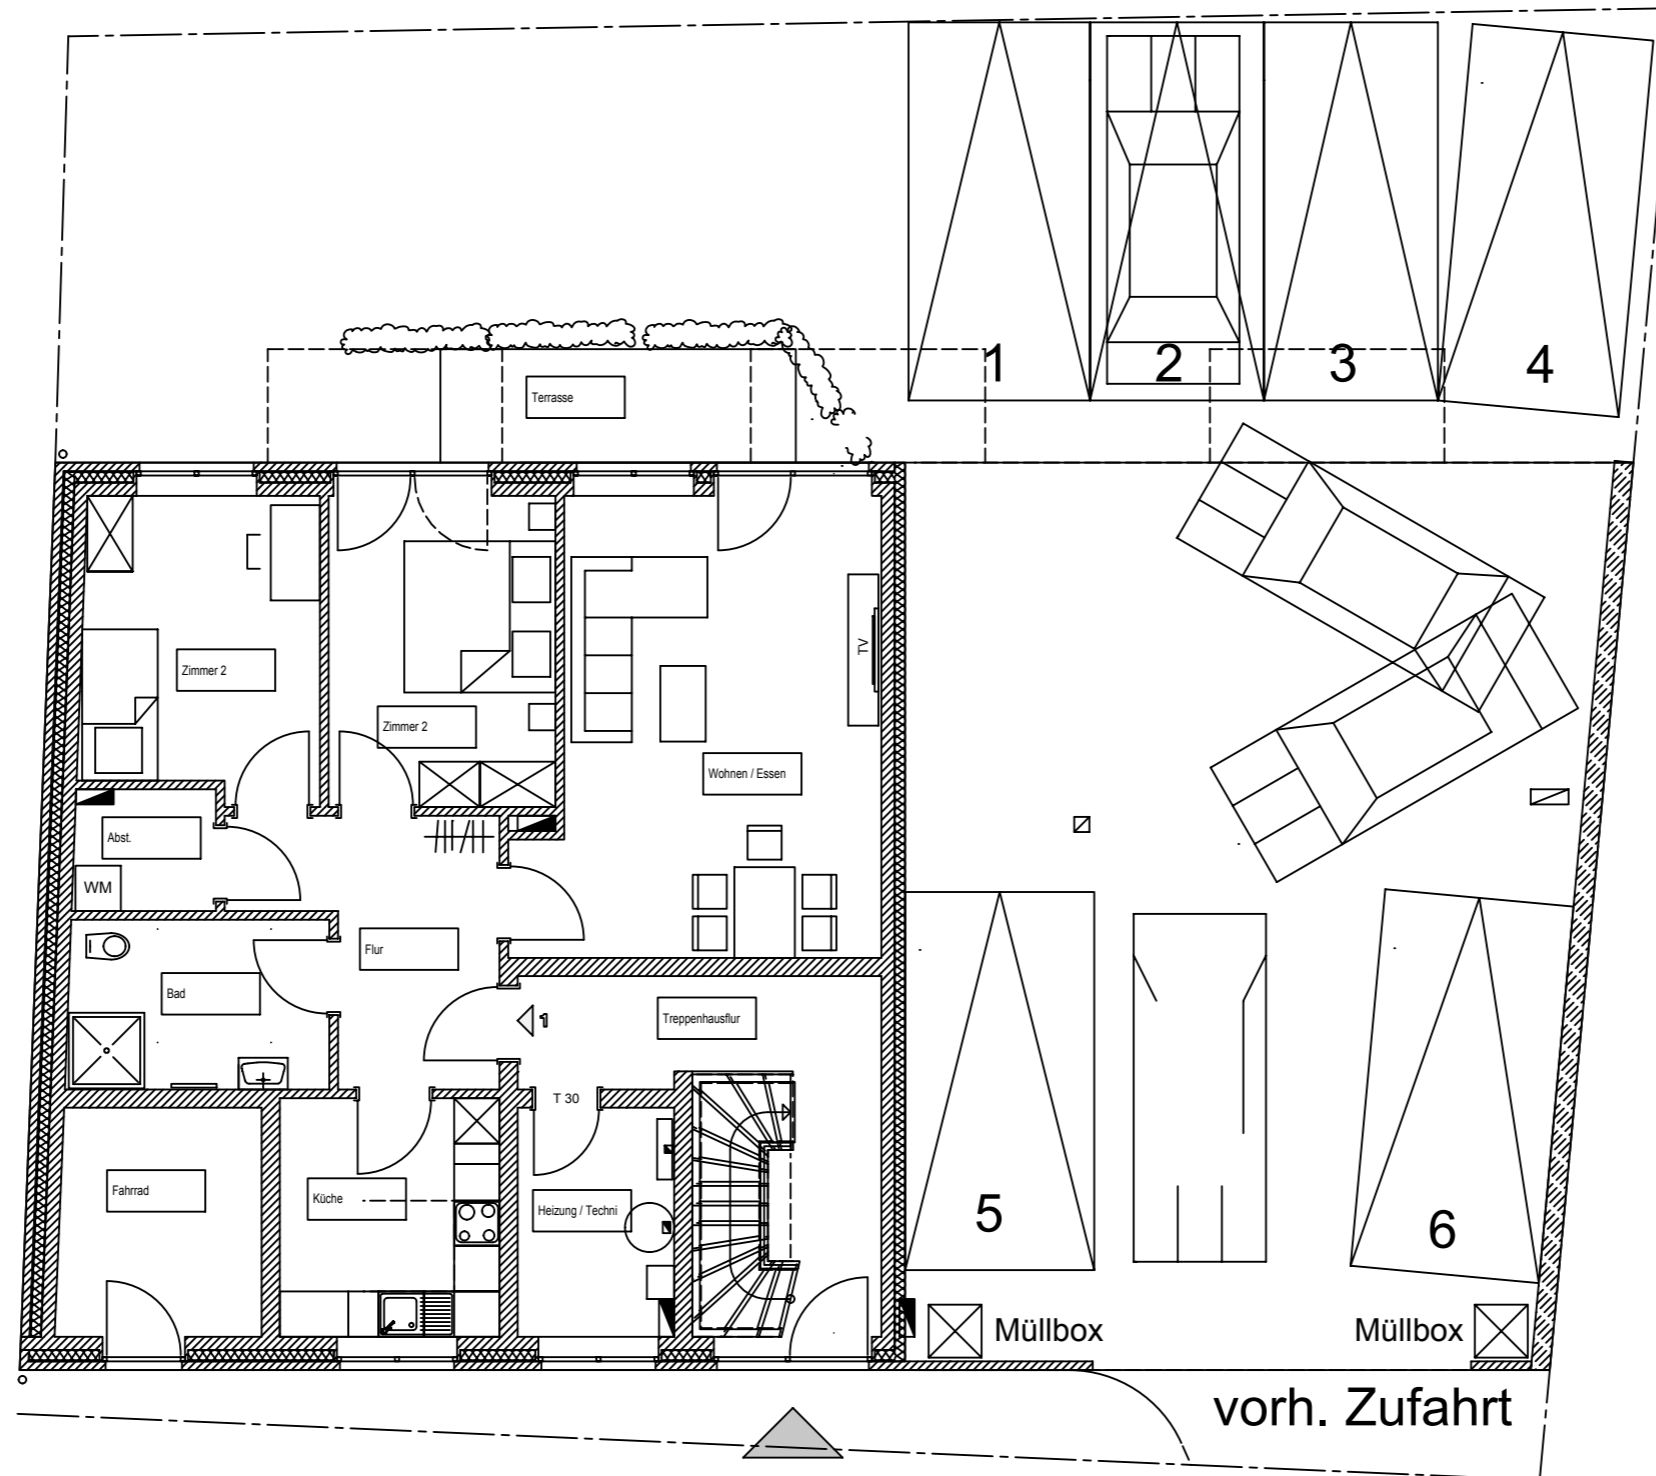 1
2
3
4
Terrasse
Zimmer 2
Zimmer 2
TV
Wohnen / Essen
Abst.
WM
Flur
Bad
1
Treppenhausflur
T 30
Fahrrad
Küche
Heizung / Techni
5
6
Müllbox
Müllbox
vorh. Zufahrt